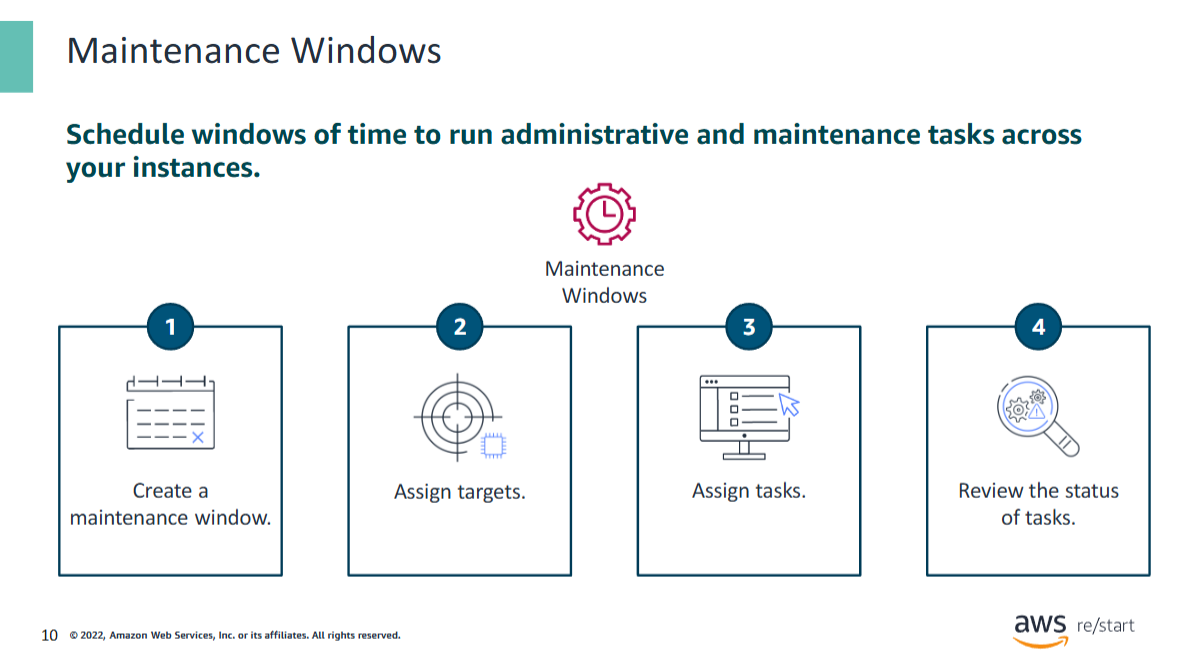 Maintenance Windows
Schedule windows of time to run administrative and maintenance tasks across
your instances.
Maintenance
Windows
1
Create a
maintenance window.
2
Assign targets.
3
Assign tasks.
4
Review the status
of tasks.
10 © 2022, Amazon Web Services, Inc. or its affiliates. All rights reserved.
aws re/start